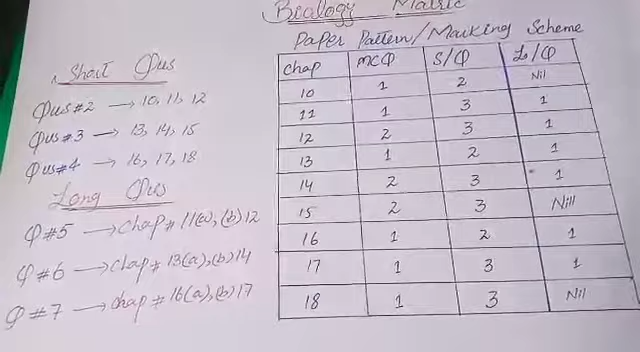 Biology Matric
Paper Pattern/Marking Scheme
Short Qus
Qus#2 → 10, 11, 12
Qus#3 → 13, 14, 15
Qus#4 → 16, 17, 18
Long Qus
Q#5 → chap# 11(a), (b) 12
Q#6 → chap# 13(a), (b) 14
Q#7 → chap# 16(a), (b) 17
chap MCQ S/Q L/Q
10 1 2 Nil
11 1 3 1
12 2 3 1
13 1 2 1
14 2 3 1
15 2 3 Nill
16 1 2 1
17 1 3 1
18 1 3 Nil